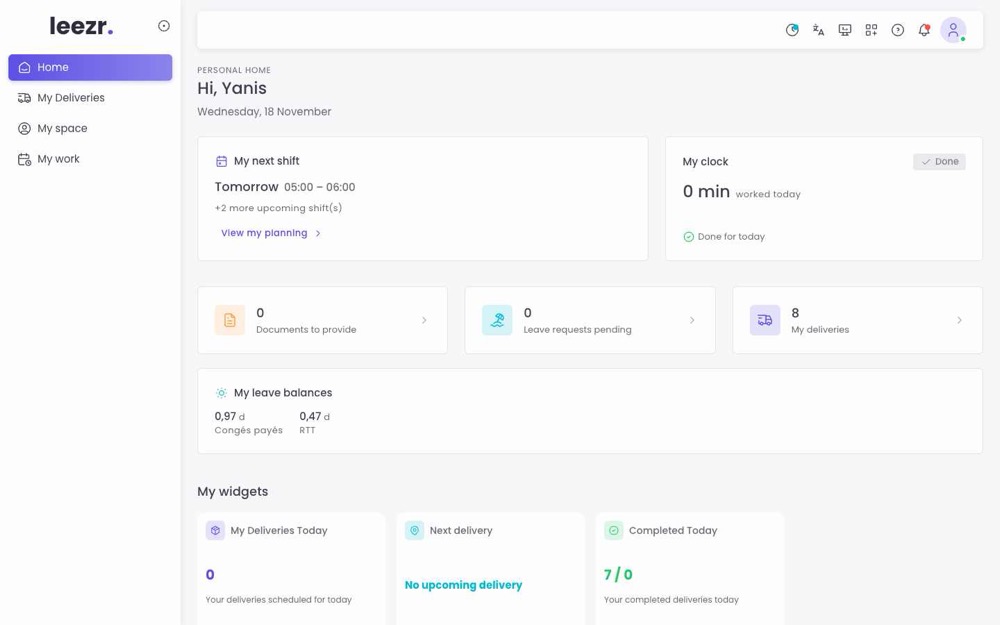 leezr.
Home
My Deliveries
My space
My work
PERSONAL HOME
Hi, Yanis
Wednesday, 18 November
My next shift
Tomorrow 05:00 – 06:00
+2 more upcoming shift(s)
View my planning
My clock
Done
0 min worked today
Done for today
0
Documents to provide
0
Leave requests pending
8
My deliveries
My leave balances
0,97 d
Congés payés
0,47 d
RTT
My widgets
My Deliveries Today
0
Your deliveries scheduled for today
Next delivery
No upcoming delivery
Completed Today
7 / 0
Your completed deliveries today